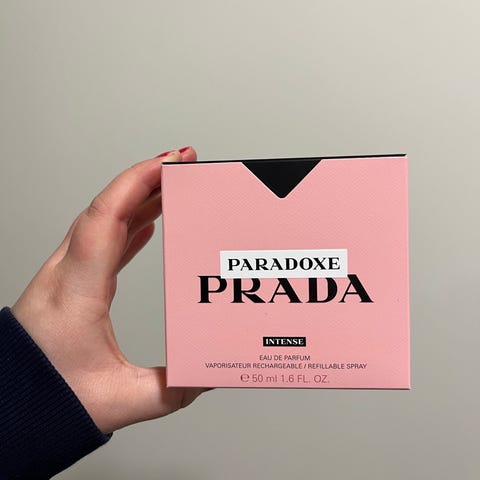 PARADOXE
PRADA
INTENSE
EAU DE PARFUM
VAPORISATEUR RECHARGEABLE / REFILLABLE SPRAY
℮ 50 ml 1.6 FL. OZ.